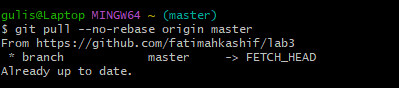 gulis@Laptop MINGW64 ~ (master)
$ git pull --no-rebase origin master
From https://github.com/fatimahkashif/lab3
 * branch            master     -> FETCH_HEAD
Already up to date.